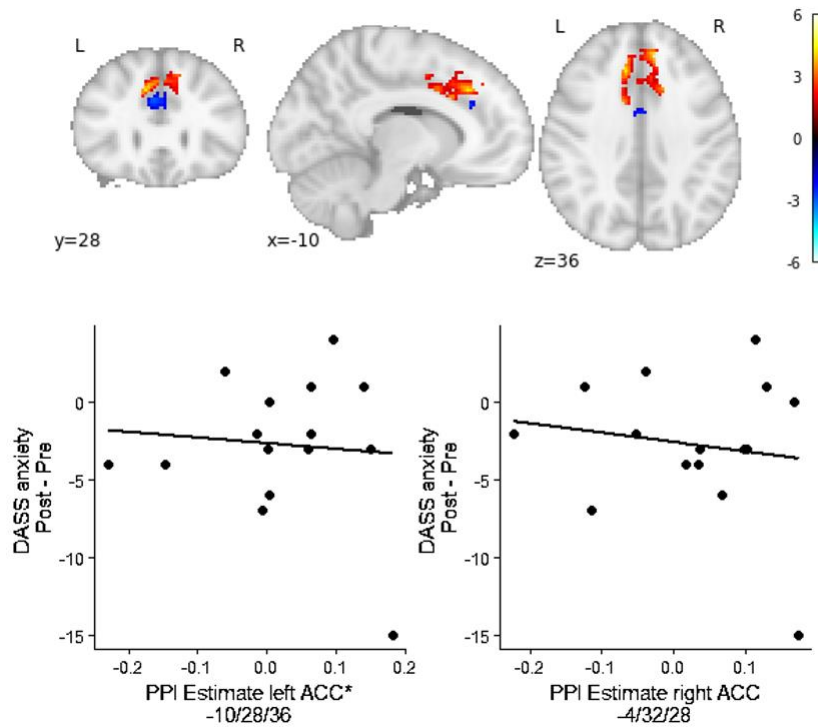 L R
L R
6
3
0
-3
-6
y=28
x=-10
z=36
DASS anxiety
Post - Pre
0
-5
-10
-15
-0.2 -0.1 0.0 0.1 0.2
PPI Estimate left ACC*
-10/28/36
DASS anxiety
Post - Pre
0
-5
-10
-15
-0.2 -0.1 0.0 0.1
PPI Estimate right ACC
-4/32/28